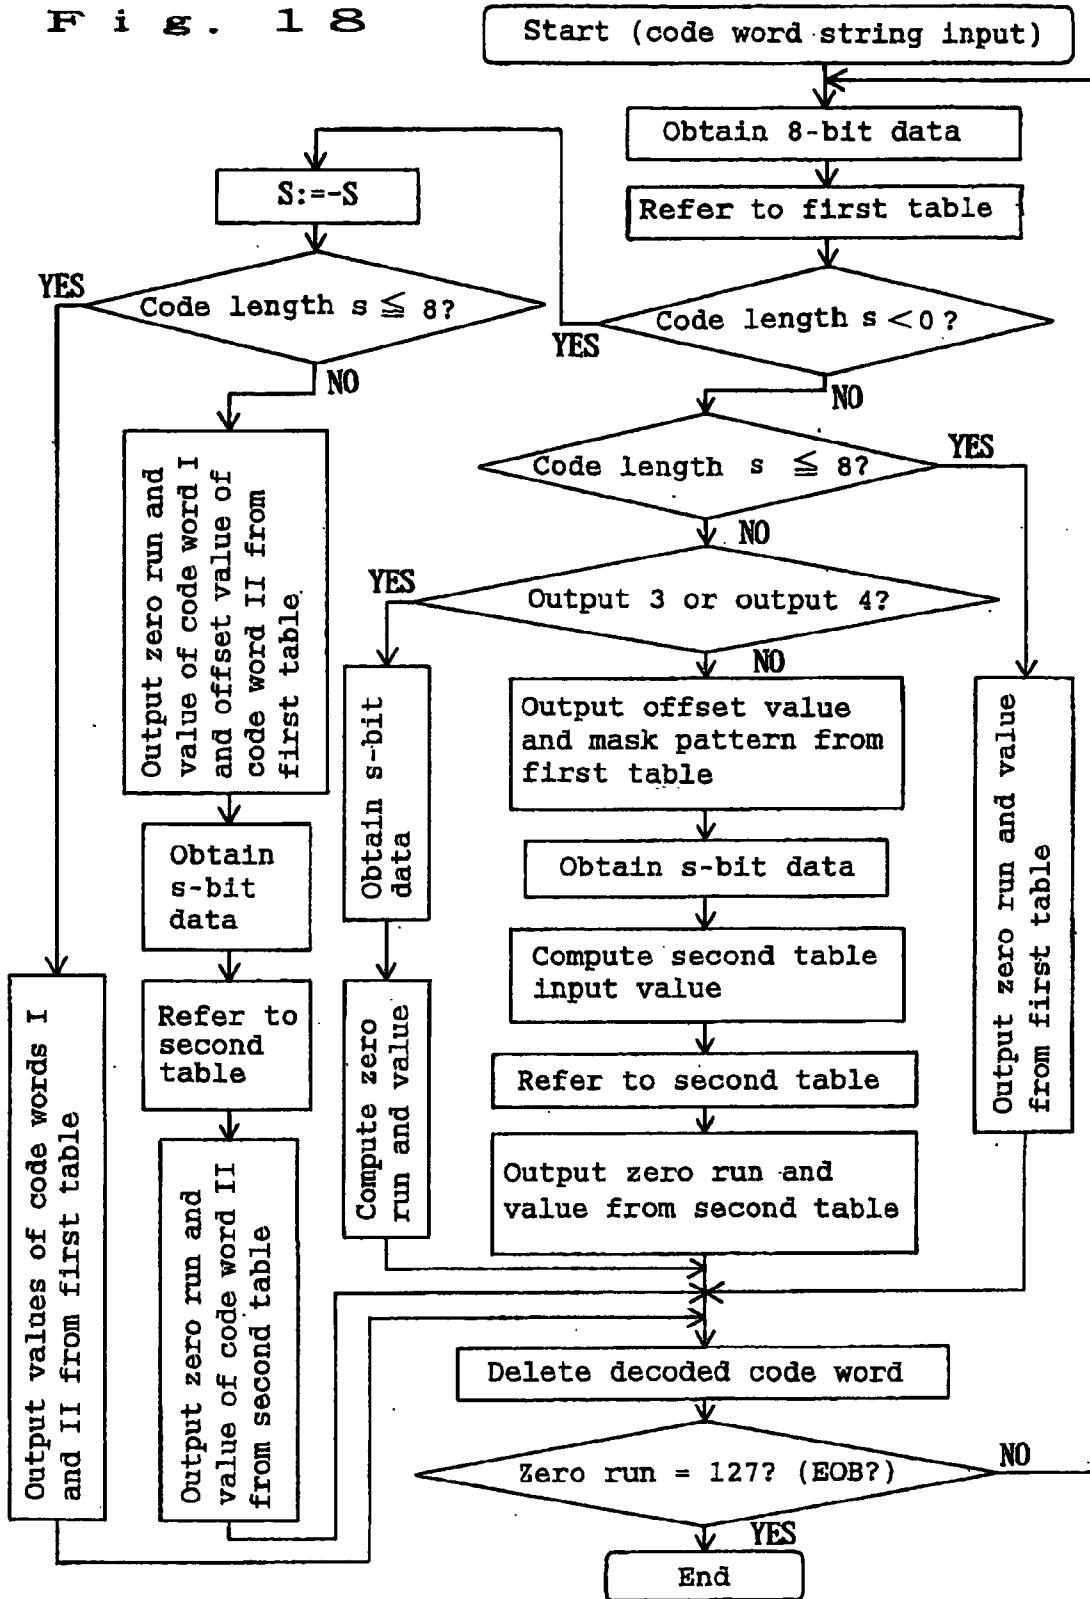 Fig. 18
Start (code word string input)
Obtain 8-bit data
Refer to first table
Code length s <0?
YES
NO
S:=-S
Code length s ≦ 8?
YES
NO
Output zero run and
value of code word I
and offset value of
code word II from
first table
Obtain
s-bit
data
Refer to
second
table
Output zero run and
value of code word II
from second table
Output values of code words I
and II from first table
Code length s ≦ 8?
YES
NO
Output 3 or output 4?
YES
NO
Obtain s-bit
data
Compute zero
run and value
Output offset value
and mask pattern from
first table
Obtain s-bit data
Compute second table
input value
Refer to second table
Output zero run and
value from second table
Output zero run and value
from first table
Delete decoded code word
Zero run = 127? (EOB?)
NO
YES
End